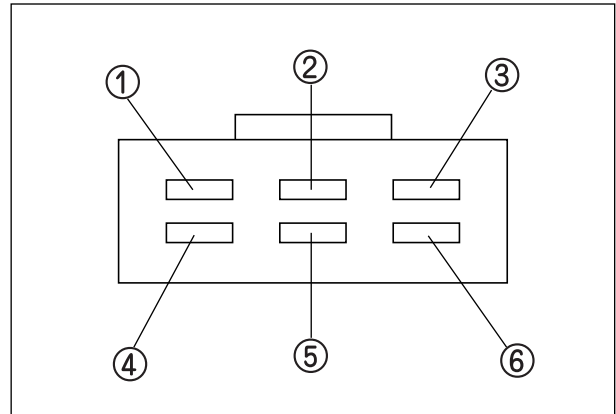 ① ② ③
④ ⑤ ⑥